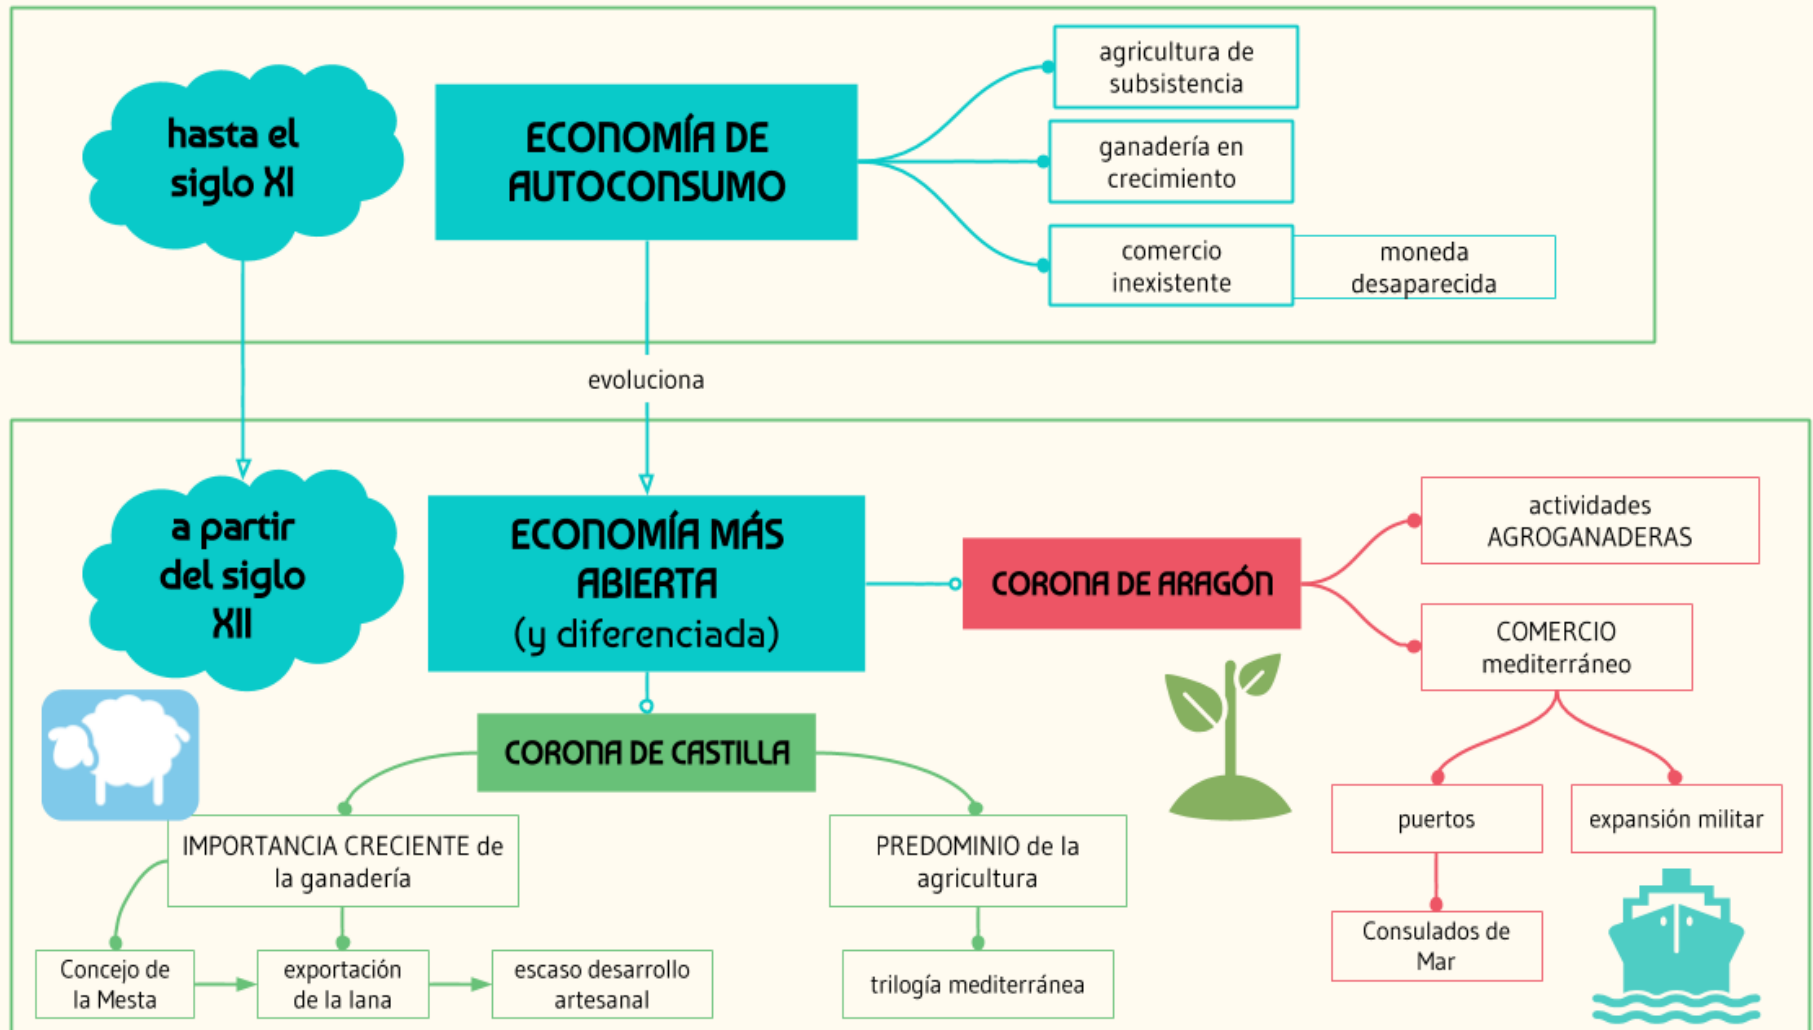 hasta el
siglo XI
ECONOMÍA DE
AUTOCONSUMO
agricultura de
subsistencia
ganadería en
crecimiento
comercio
inexistente
moneda
desaparecida
evoluciona
a partir
del siglo
XII
ECONOMÍA MÁS
ABIERTA
(y diferenciada)
CORONA DE ARAGÓN
actividades
AGROGANADERAS
COMERCIO
mediterráneo
puertos
expansión militar
Consulados de
Mar
CORONA DE CASTILLA
IMPORTANCIA CRECIENTE de
la ganadería
PREDOMINIO de la
agricultura
Concejo de
la Mesta
exportación
de la lana
escaso desarrollo
artesanal
trilogía mediterránea